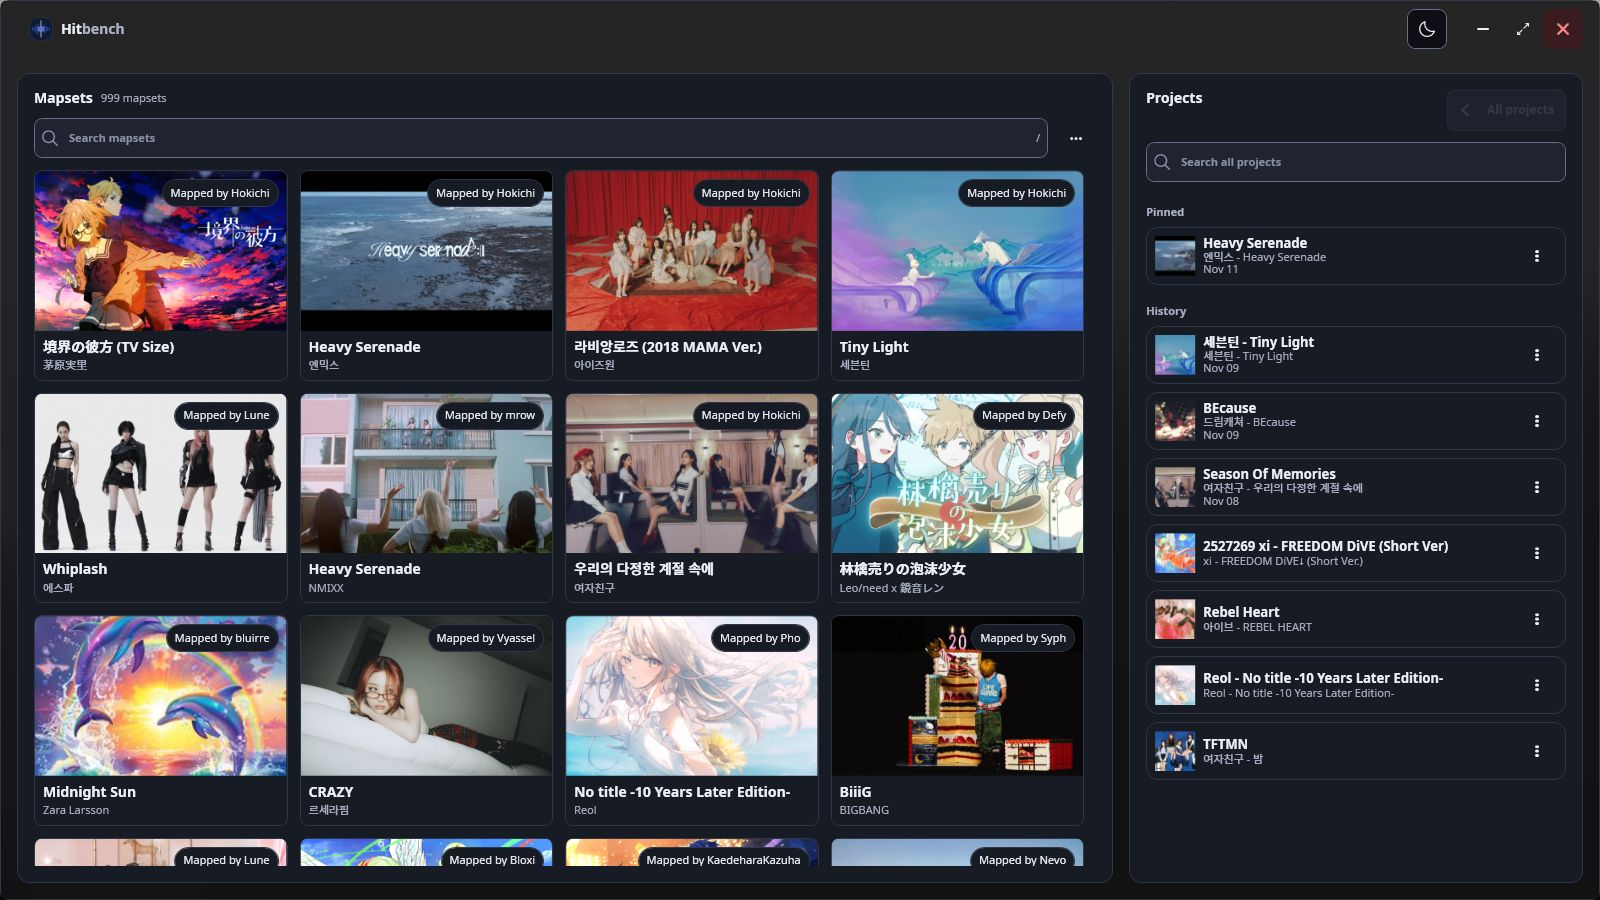 Hitbench
Mapsets 999 mapsets
Search mapsets /
Mapped by Hokichi
境界の彼方
境界の彼方 (TV Size)
茅原実里
Mapped by Hokichi
Heavy Serenade
엔믹스
Mapped by Hokichi
라비앙로즈 (2018 MAMA Ver.)
아이즈원
Mapped by Hokichi
Tiny Light
세븐틴
Mapped by Lune
Whiplash
에스파
Mapped by mrow
Heavy Serenade
NMIXX
Mapped by Hokichi
우리의 다정한 계절 속에
여자친구
Mapped by Defy
林檎売り
の
泡沫少女
林檎売りの泡沫少女
Leo/need x 鏡音レン
Mapped by bluirre
Midnight Sun
Zara Larsson
Mapped by Vyassel
CRAZY
르세라핌
Mapped by Pho
No title -10 Years Later Edition-
Reol
Mapped by Syph
20
LIFE
GUARD
BiiiG
BIGBANG
Mapped by Lune
Mapped by Bloxi
Mapped by KaedeharaKazuha
Mapped by Nevo
Projects
All projects
Search all projects
Pinned
Heavy Serenade
엔믹스 - Heavy Serenade
Nov 11
History
세븐틴 - Tiny Light
세븐틴 - Tiny Light
Nov 09
BEcause
드림캐쳐 - BEcause
Nov 09
Season Of Memories
여자친구 - 우리의 다정한 계절 속에
Nov 08
2527269 xi - FREEDOM DiVE (Short Ver)
xi - FREEDOM DiVE↓ (Short Ver.)
Rebel Heart
아이브 - REBEL HEART
Reol - No title -10 Years Later Edition-
Reol - No title -10 Years Later Edition-
TFTMN
여자친구 - 밤